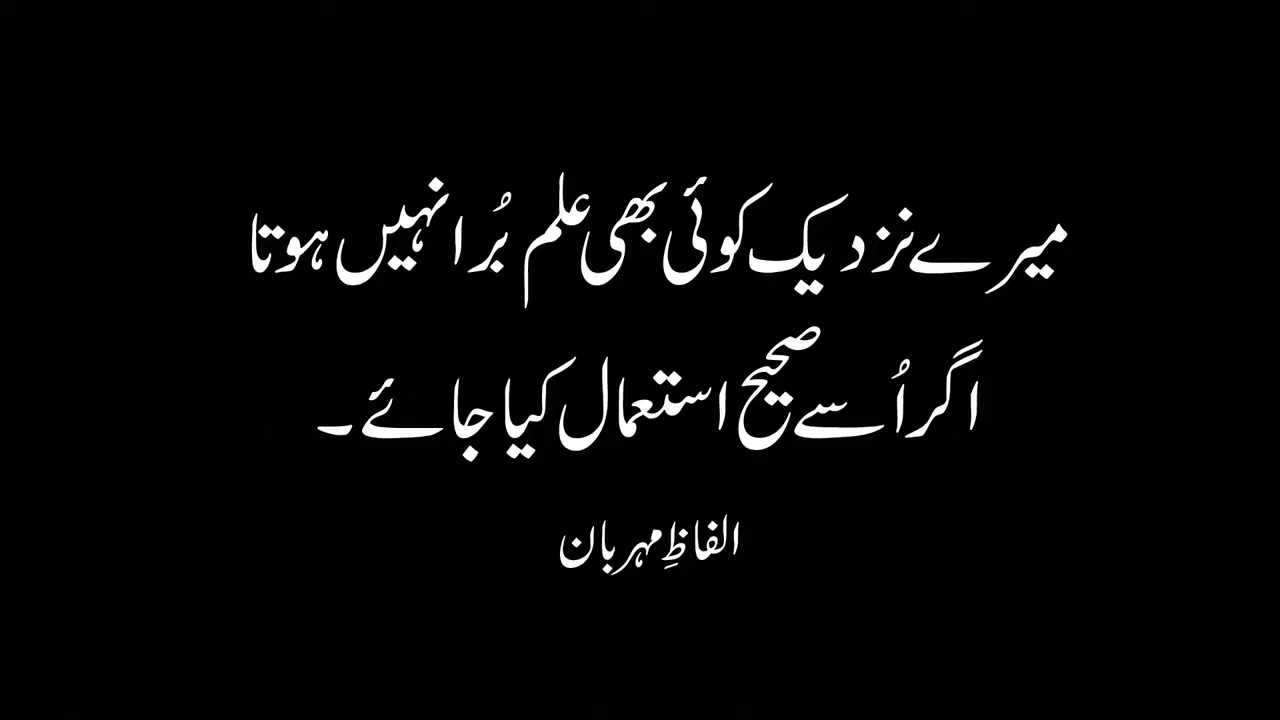 میرے نزدیک کوئی بھی علم بُرا نہیں ہوتا
اگر اُسے صحیح استعمال کیا جائے ۔
الفاظِ مہربان